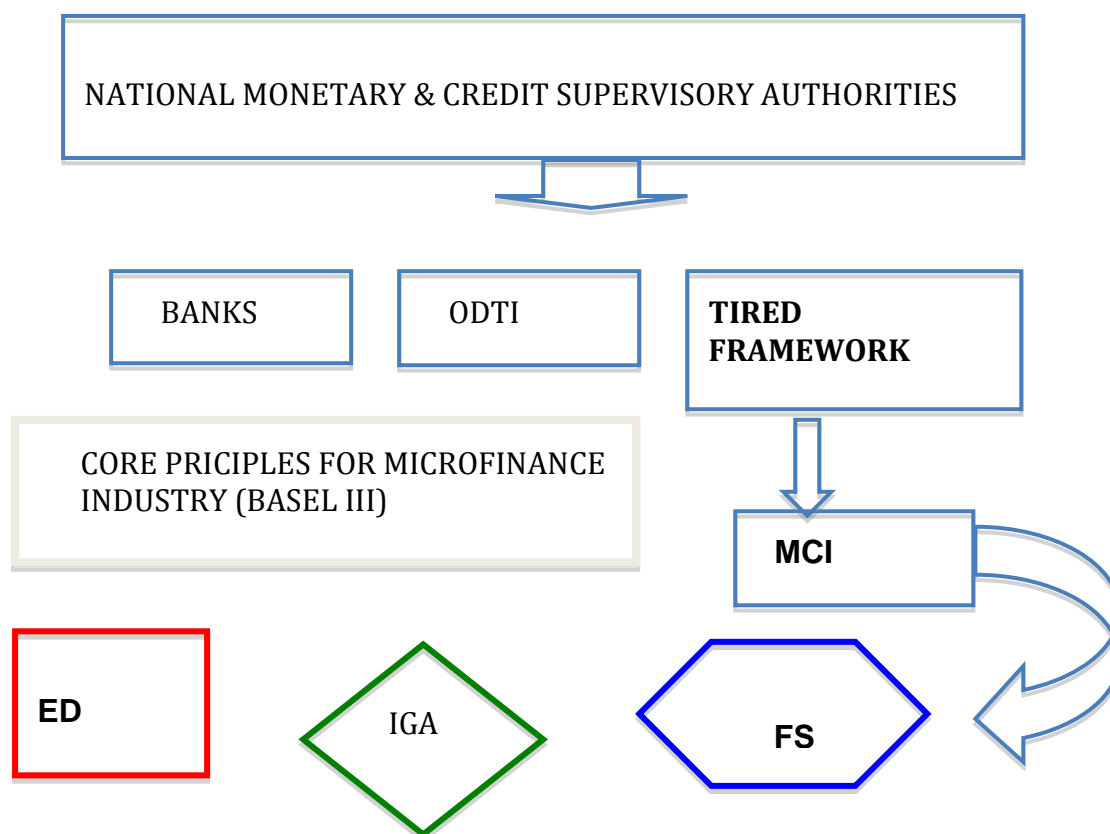 NATIONAL MONETARY & CREDIT SUPERVISORY AUTHORITIES
BANKS
ODTI
TIRED
FRAMEWORK
CORE PRICIPLES FOR MICROFINANCE
INDUSTRY (BASEL III)
MCI
ED
IGA
FS